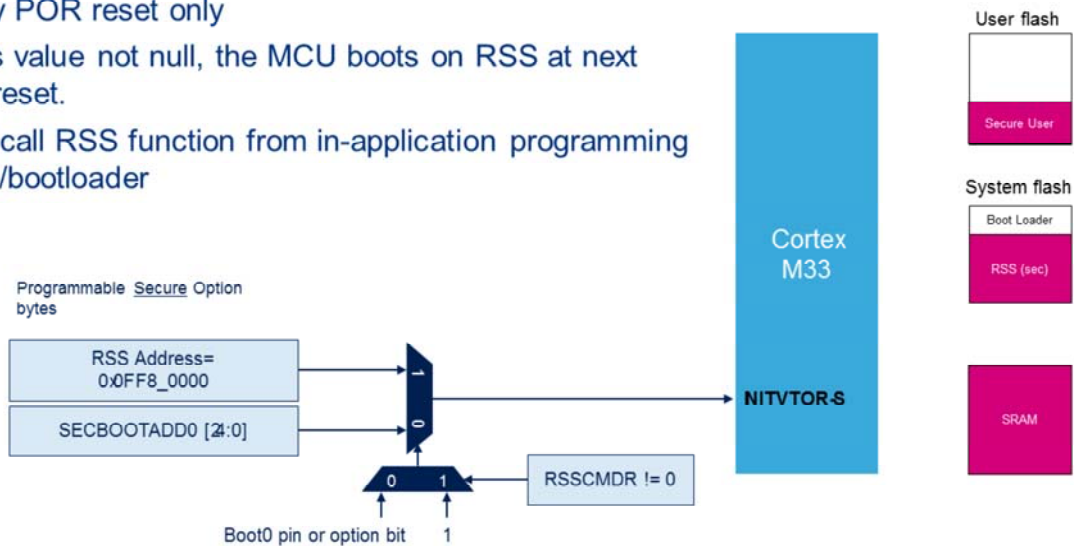 y POR reset only
s value not null, the MCU boots on RSS at next
reset.
call RSS function from in-application programming
/bootloader
User flash
Secure User
System flash
Boot Loader
RSS (sec)
SRAM
Cortex
M33
NITVTOR-S
Programmable Secure Option
bytes
RSS Address=
0x0FF8_0000
SECBOOTADD0 [24:0]
1
0
0 1
RSSCMDR != 0
Boot0 pin or option bit 1